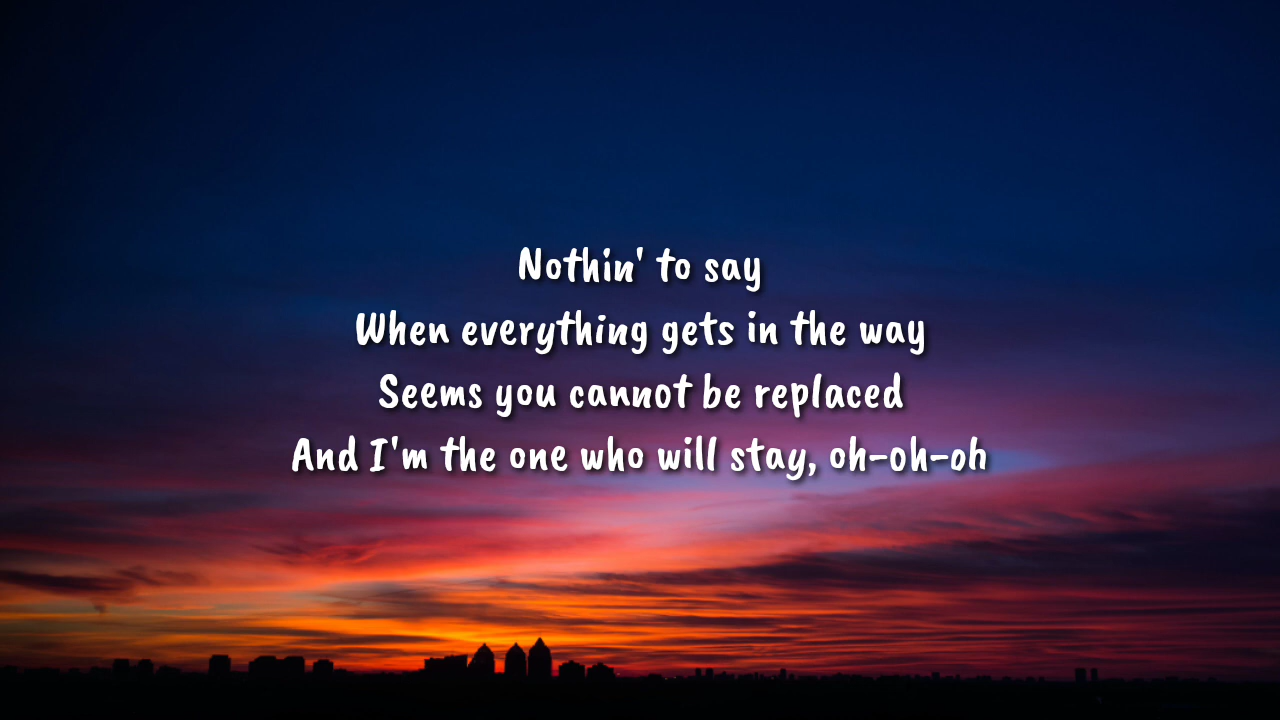 Nothin' to say
When everything gets in the way
Seems you cannot be replaced
And I'm the one who will stay, oh-oh-oh